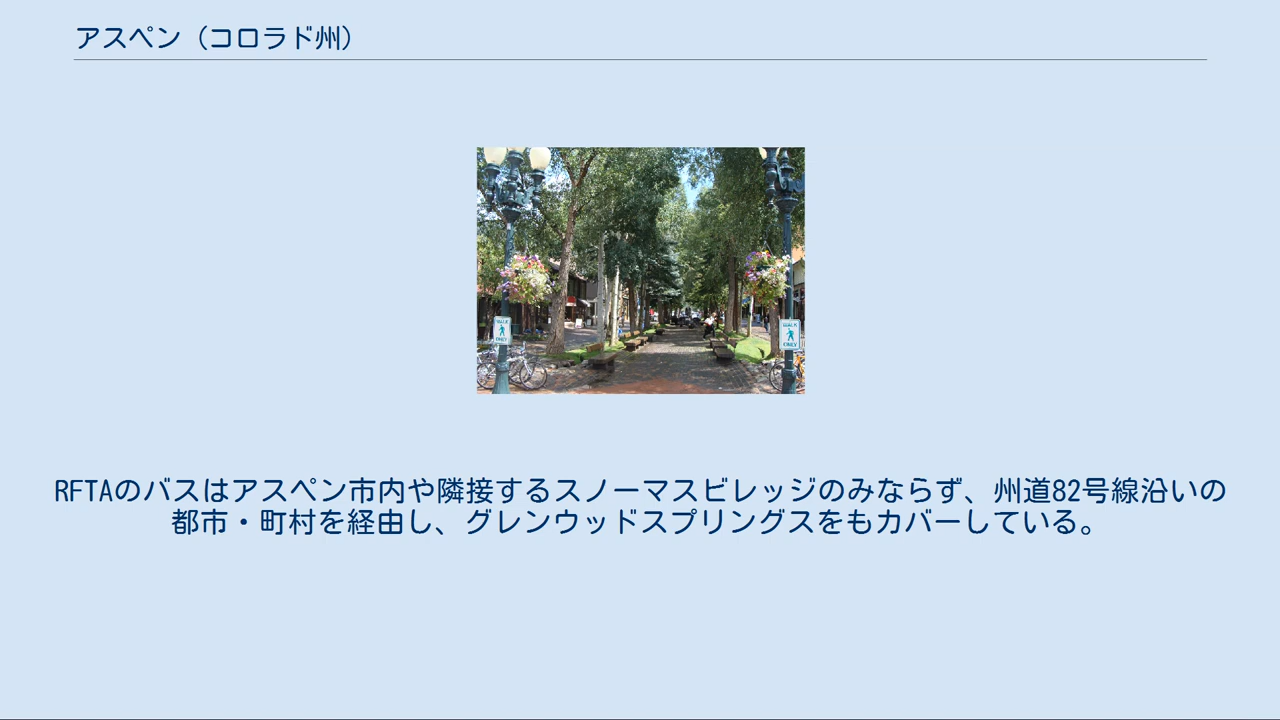 アスペン（コロラド州）
WALK
ONLY
WALK
ONLY
RFTAのバスはアスペン市内や隣接するスノーマスビレッジのみならず、州道82号線沿いの
都市・町村を経由し、グレンウッドスプリングスをもカバーしている。